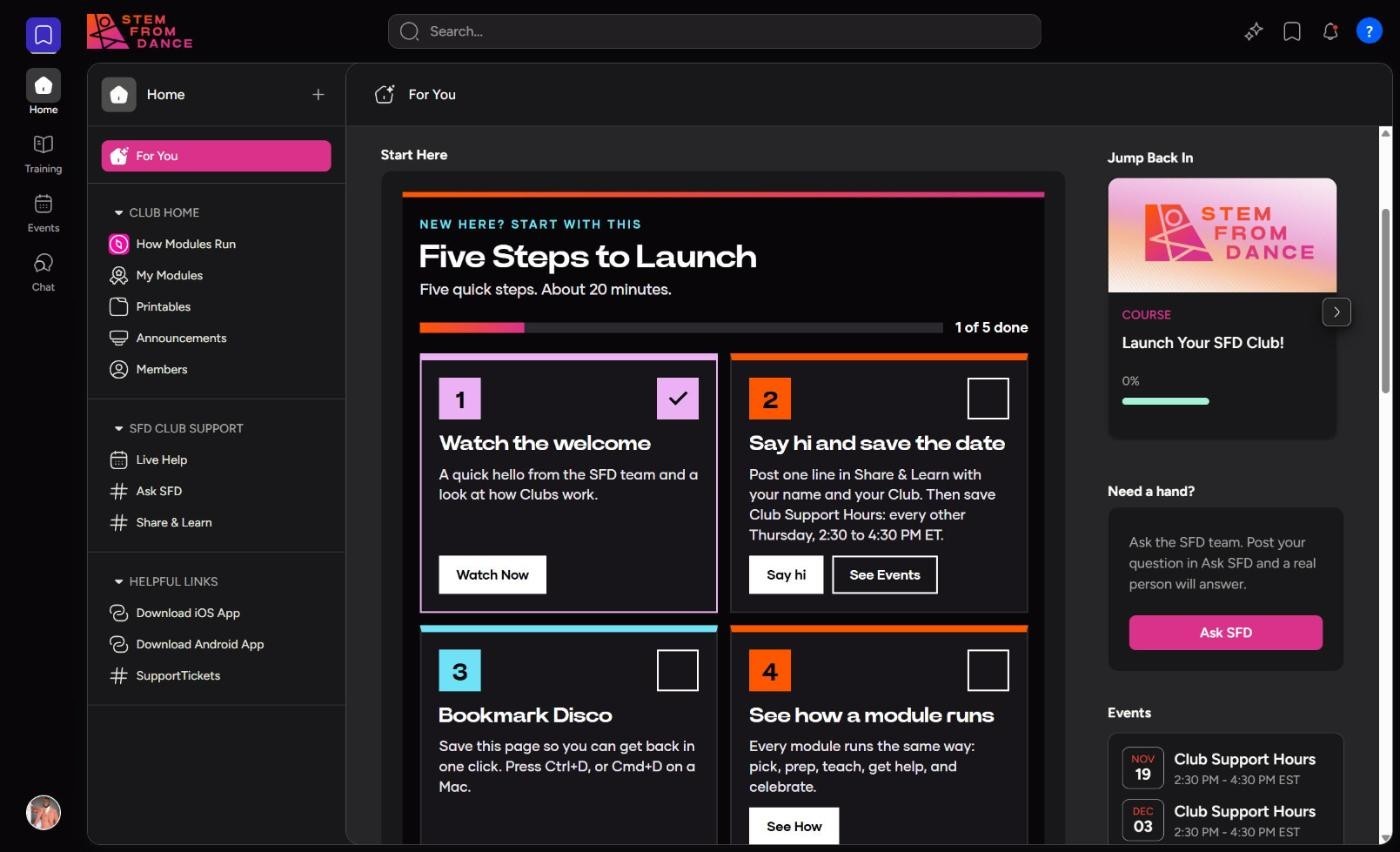 STEM
FROM
DANCE
Search...
?
Home
Training
Events
Chat
Home
For You
CLUB HOME
How Modules Run
My Modules
Printables
Announcements
Members
SFD CLUB SUPPORT
Live Help
Ask SFD
Share & Learn
HELPFUL LINKS
Download iOS App
Download Android App
SupportTickets
For You
Start Here
NEW HERE? START WITH THIS
Five Steps to Launch
Five quick steps. About 20 minutes.
1 of 5 done
1
Watch the welcome
A quick hello from the SFD team and a
look at how Clubs work.
Watch Now
2
Say hi and save the date
Post one line in Share & Learn with
your name and your Club. Then save
Club Support Hours: every other
Thursday, 2:30 to 4:30 PM ET.
Say hi
See Events
3
Bookmark Disco
Save this page so you can get back in
one click. Press Ctrl+D, or Cmd+D on a
Mac.
4
See how a module runs
Every module runs the same way:
pick, prep, teach, get help, and
celebrate.
See How
Jump Back In
STEM
FROM
DANCE
COURSE
Launch Your SFD Club!
0%
Need a hand?
Ask the SFD team. Post your
question in Ask SFD and a real
person will answer.
Ask SFD
Events
NOV
19
Club Support Hours
2:30 PM - 4:30 PM EST
DEC
03
Club Support Hours
2:30 PM - 4:30 PM EST